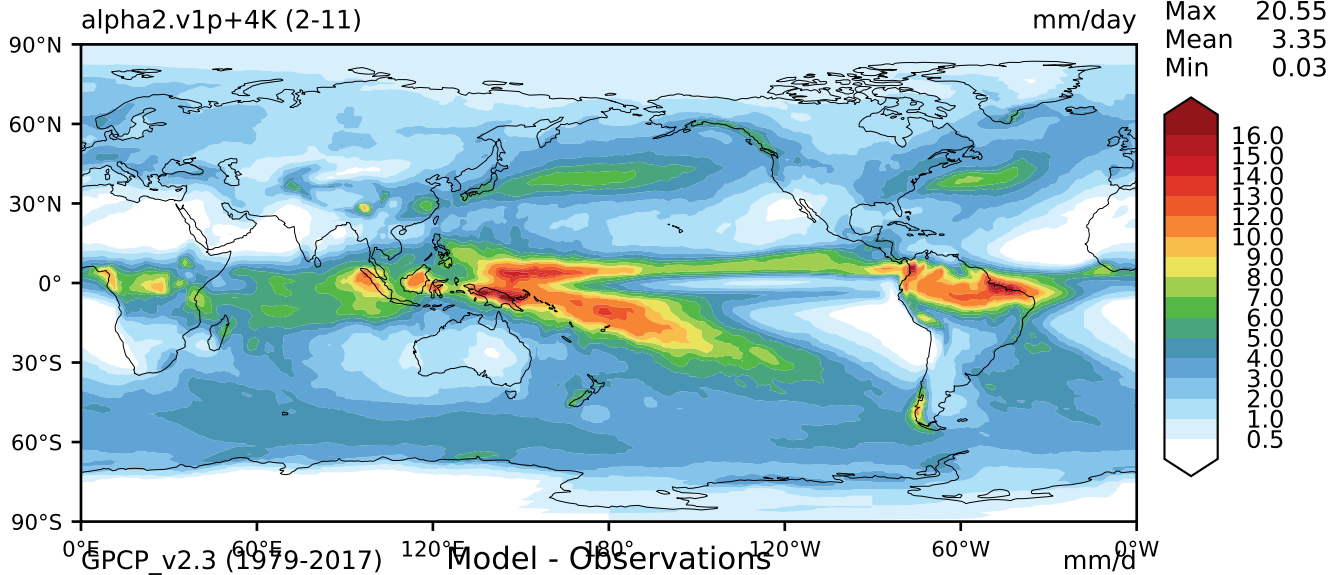 alpha2.v1p+4K (2-11) mm/day
Max 20.55
Mean 3.35
Min 0.03
90°N
60°N
30°N
0°
30°S
60°S
90°S
16.0
15.0
14.0
13.0
12.0
10.0
9.0
8.0
7.0
6.0
5.0
4.0
3.0
2.0
1.0
0.5
0°E 60°E 120°E 180° 120°W 60°W 0°W
GPCP_v2.3 (1979-2017) Model - Observations mm/d